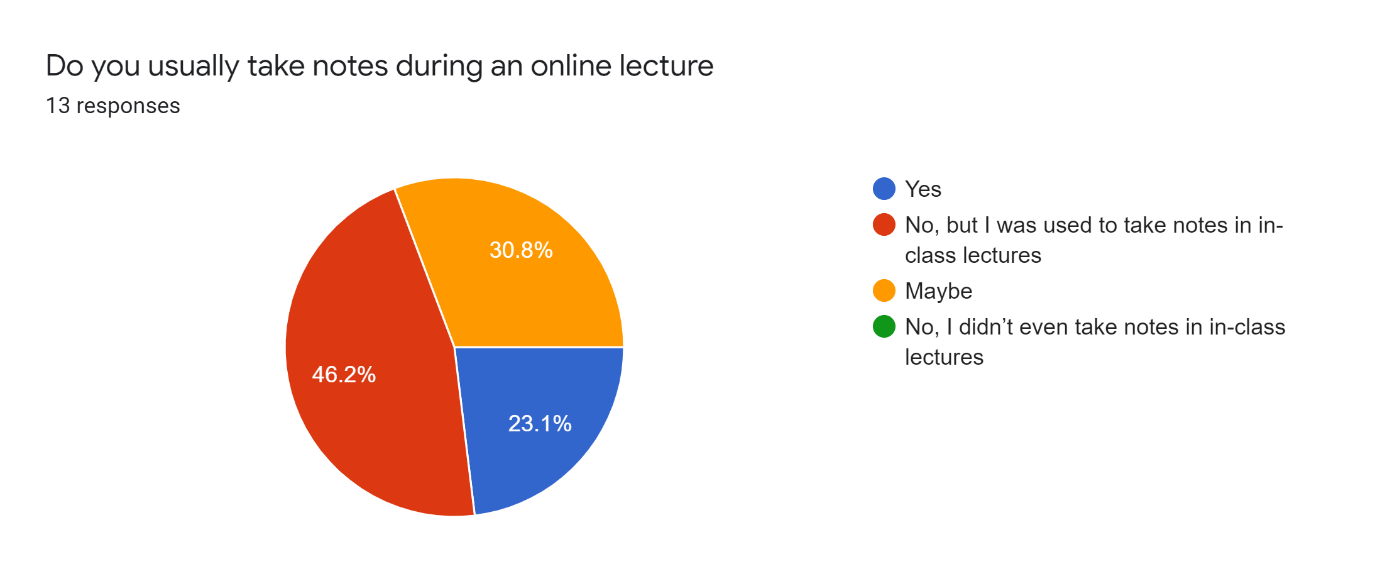 Do you usually take notes during an online lecture
13 responses
30.8%
46.2%
23.1%
Yes
No, but I was used to take notes in in-
class lectures
Maybe
No, I didn’t even take notes in in-class
lectures